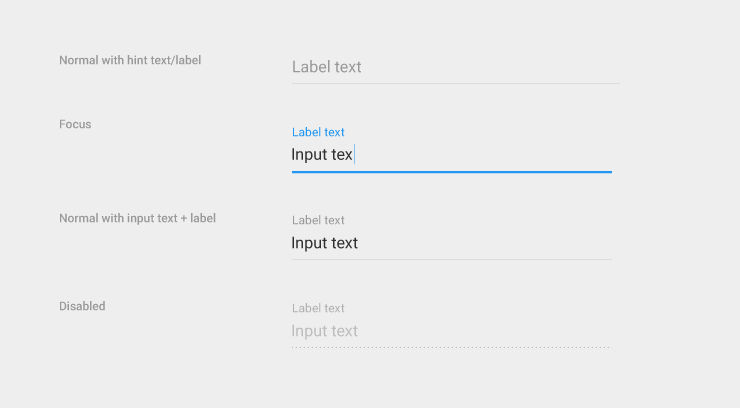 Normal with hint text/label
Label text
Focus
Label text
Input tex
Normal with input text + label
Label text
Input text
Disabled
Label text
Input text